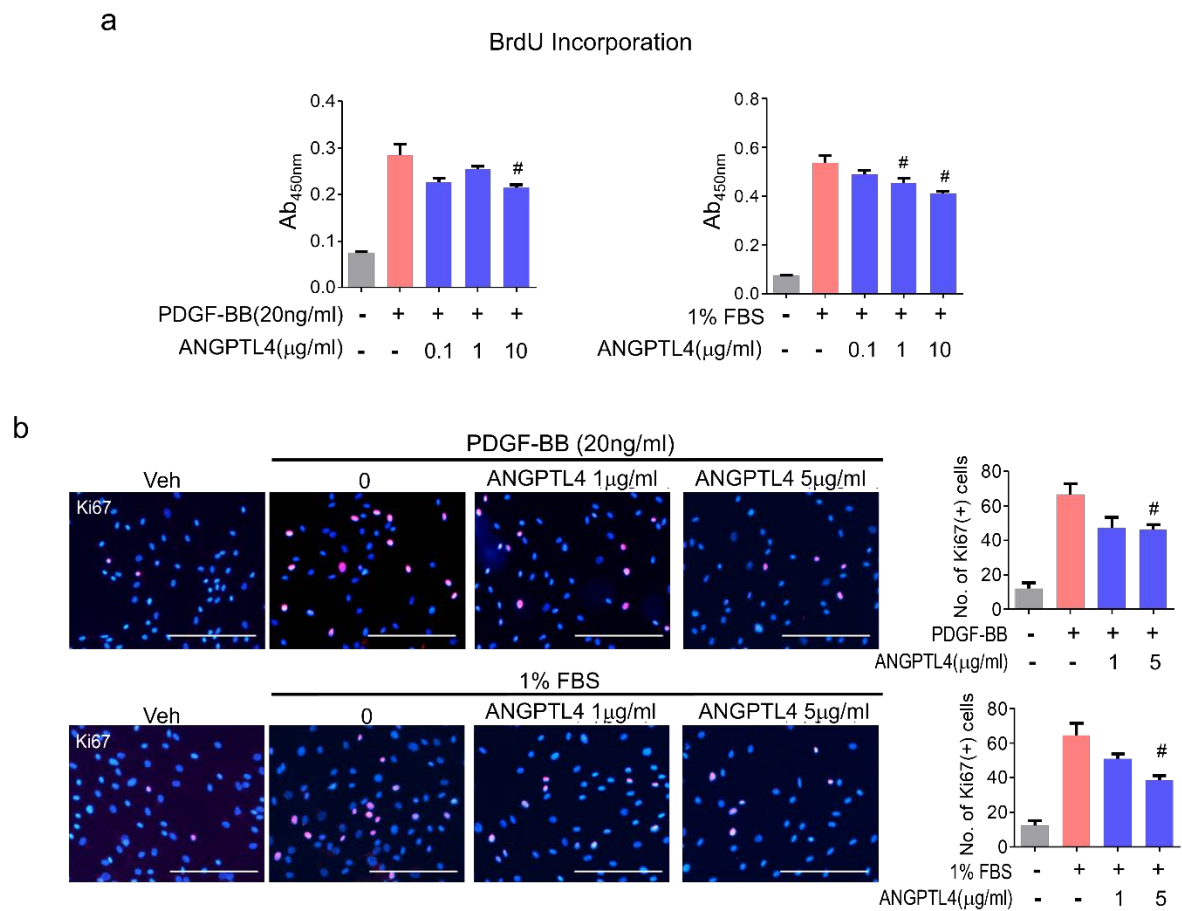 a
BrdU Incorporation
Ab450nm
0.4
0.3
0.2
0.1
0.0
#
PDGF-BB(20ng/ml) - + + + +
ANGPTL4(μg/ml) - - 0.1 1 10
Ab450nm
0.8
0.6
0.4
0.2
0.0
# #
1% FBS - + + + +
ANGPTL4(μg/ml) - - 0.1 1 10
b
PDGF-BB (20ng/ml)
Veh 0 ANGPTL4 1μg/ml ANGPTL4 5μg/ml
Ki67
No. of Ki67(+) cells
80
60
40
20
0
#
PDGF-BB - + + +
ANGPTL4(μg/ml) - - 1 5
1% FBS
Veh 0 ANGPTL4 1μg/ml ANGPTL4 5μg/ml
Ki67
No. of Ki67(+) cells
80
60
40
20
0
#
1% FBS - + + +
ANGPTL4(μg/ml) - - 1 5